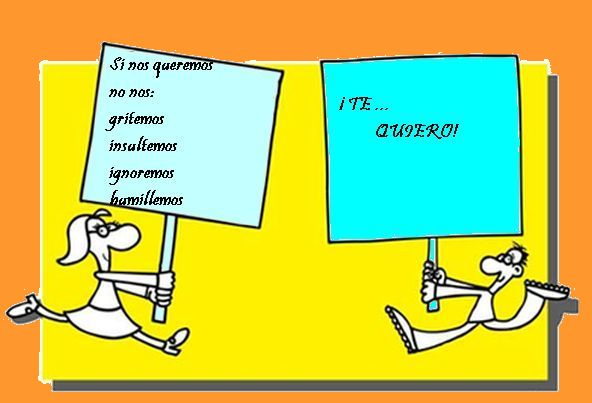 Si nos queremos
no nos:
gritemos
insultemos
ignoremos
humillemos
¡ TE ...
QUIERO!